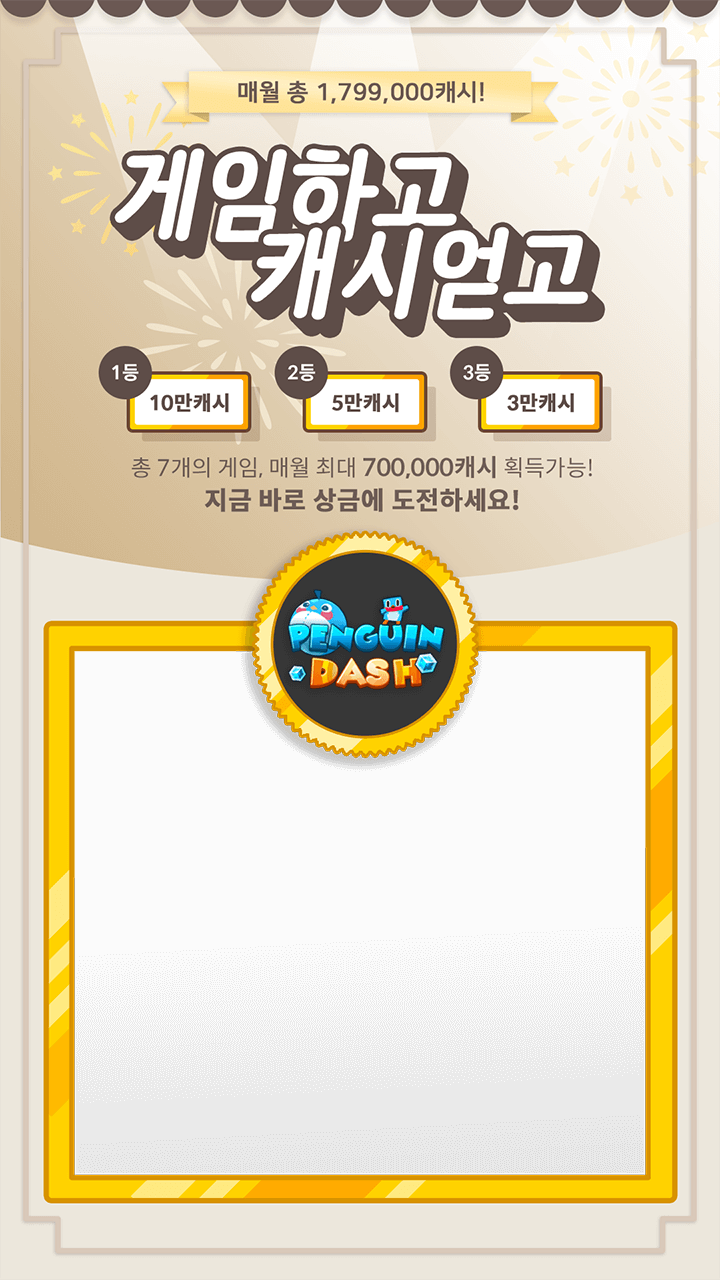 매월 총 1,799,000캐시!
게임하고
캐시얻고
1등
10만캐시
2등
5만캐시
3등
3만캐시
총 7개의 게임, 매월 최대 700,000캐시 획득가능!
지금 바로 상금에 도전하세요!
PENGUIN
DASH